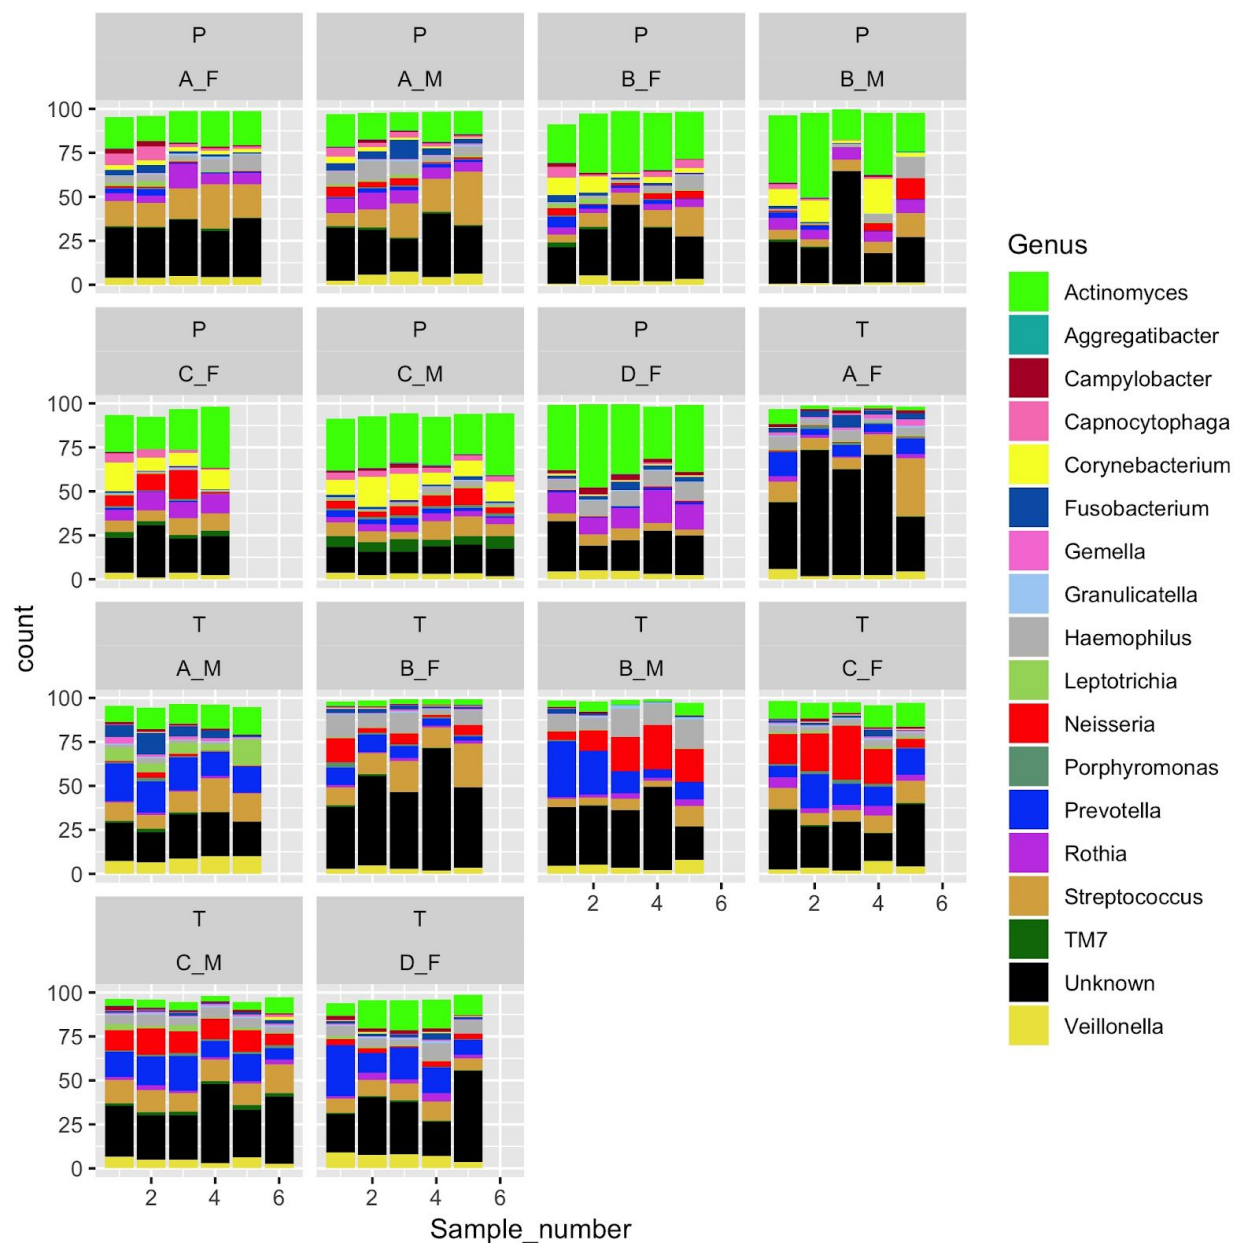 P P P P
A_F A_M B_F B_M
100
75
50
25
0
P P P T
C_F C_M D_F A_F
100
75
50
25
0
T T T T
A_M B_F B_M C_F
100
75
50
25
0
2 4 6 2 4 6
T T
C_M D_F
100
75
50
25
0
2 4 6 2 4 6
Sample_number
count
Genus
Actinomyces
Aggregatibacter
Campylobacter
Capnocytophaga
Corynebacterium
Fusobacterium
Gemella
Granulicatella
Haemophilus
Leptotrichia
Neisseria
Porphyromonas
Prevotella
Rothia
Streptococcus
TM7
Unknown
Veillonella